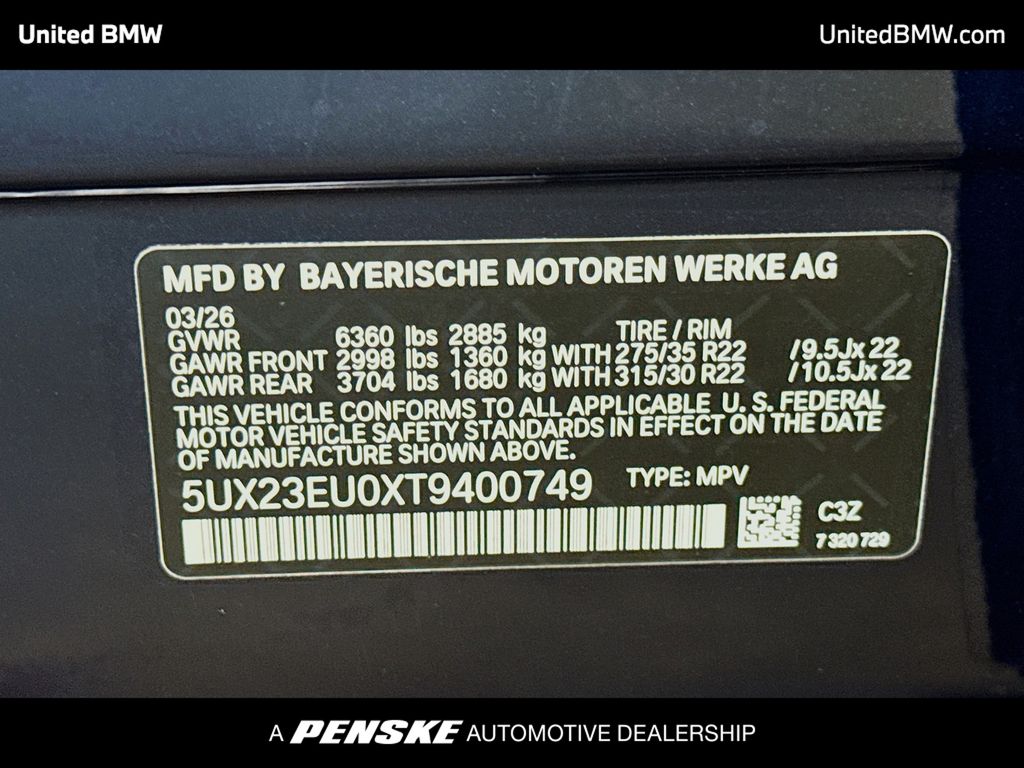 United BMW
UnitedBMW.com
MFD BY BAYERISCHE MOTOREN WERKE AG
03/26
GVWR 6360 lbs 2885 kg TIRE / RIM
GAWR FRONT 2998 lbs 1360 kg WITH 275/35 R22 /9.5Jx22
GAWR REAR 3704 lbs 1680 kg WITH 315/30 R22 /10.5Jx22
THIS VEHICLE CONFORMS TO ALL APPLICABLE U. S. FEDERAL
MOTOR VEHICLE SAFETY STANDARDS IN EFFECT ON THE DATE
OF MANUFACTURE SHOWN ABOVE.
5UX23EU0XT9400749 TYPE: MPV
C3Z
7 320 729
A PENSKE AUTOMOTIVE DEALERSHIP